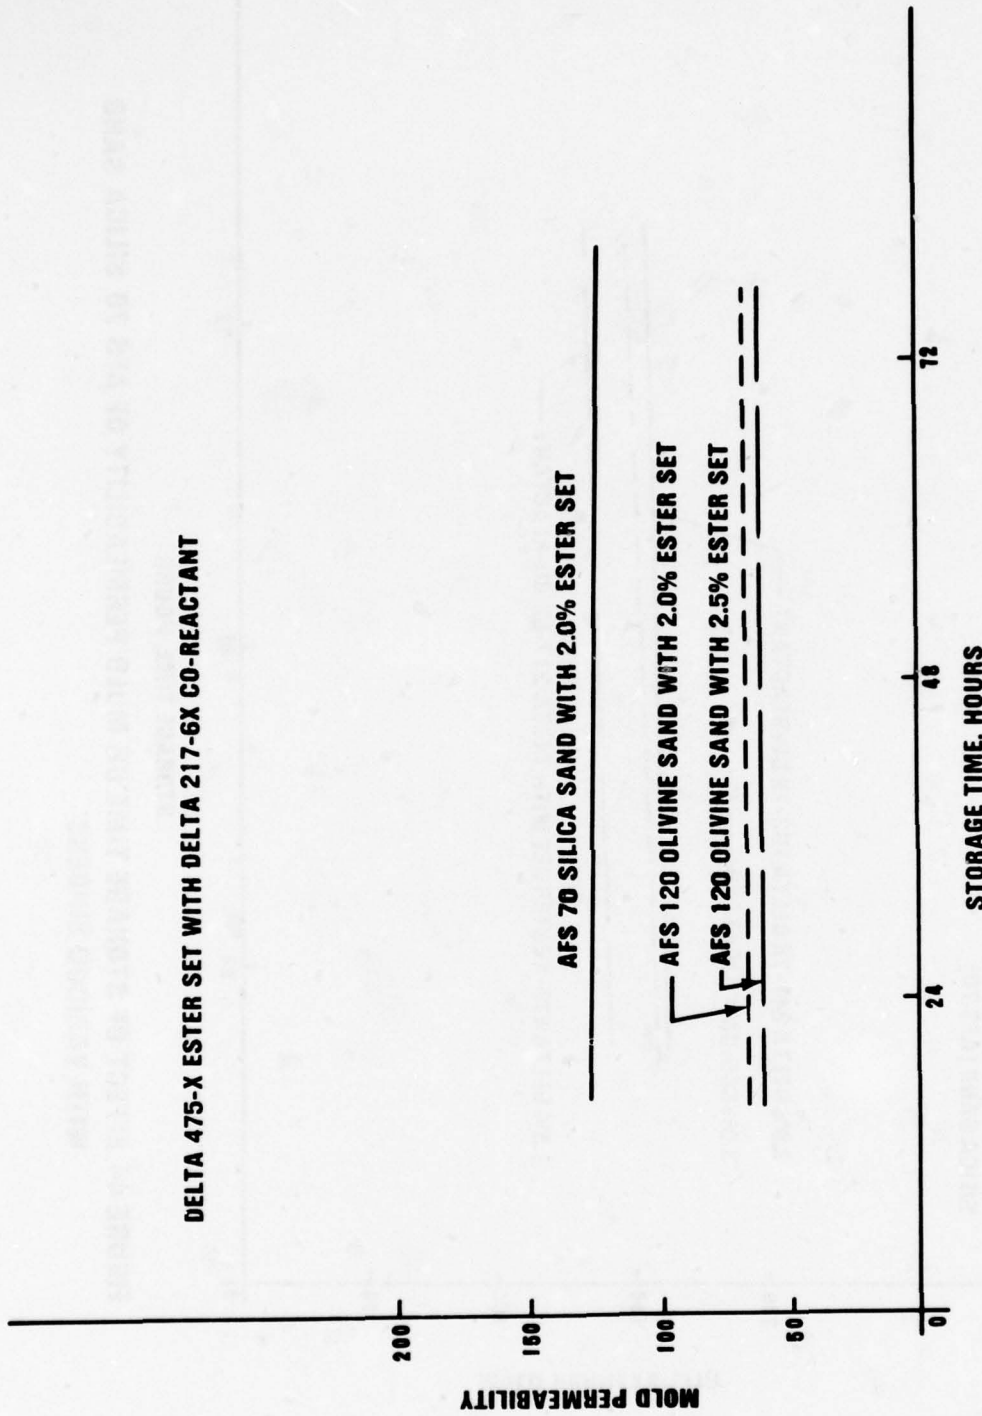 DELTA 475-X ESTER SET WITH DELTA 217-6X CO-REACTANT
MOLD PERMEABILITY
200
150
100
50
0
AFS 70 SILICA SAND WITH 2.0% ESTER SET
AFS 120 OLIVINE SAND WITH 2.0% ESTER SET
AFS 120 OLIVINE SAND WITH 2.5% ESTER SET
24
48
72
STORAGE TIME, HOURS